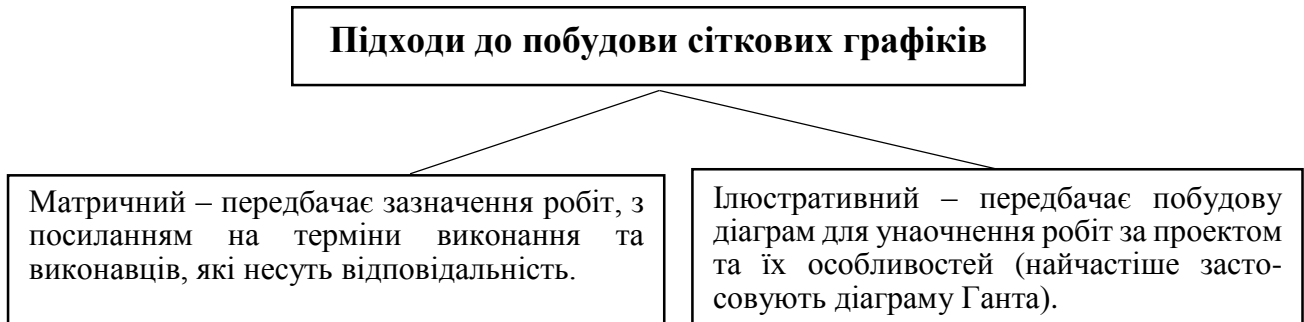 Підходи до побудови сіткових графіків
Матричний – передбачає зазначення робіт, з
посиланням на терміни виконання та
виконавців, які несуть відповідальність.
Ілюстративний – передбачає побудову
діаграм для унаочнення робіт за проектом
та їх особливостей (найчастіше засто-
совують діаграму Ганта).